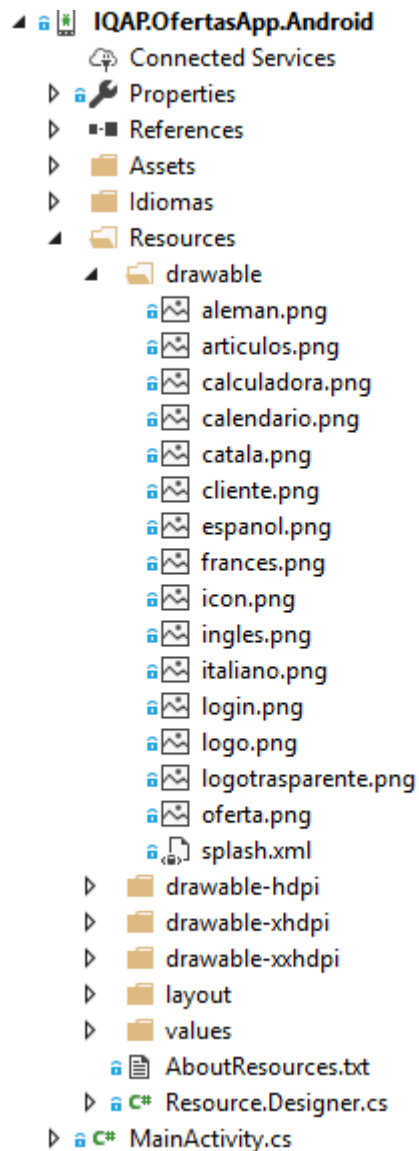 IQAP.OfertasApp.Android
Connected Services
Properties
References
Assets
Idiomas
Resources
drawable
aleman.png
articulos.png
calculadora.png
calendario.png
catala.png
cliente.png
espanol.png
frances.png
icon.png
ingles.png
italiano.png
login.png
logo.png
logotrasparente.png
oferta.png
splash.xml
drawable-hdpi
drawable-xhdpi
drawable-xxhdpi
layout
values
AboutResources.txt
C# Resource.Designer.cs
C# MainActivity.cs